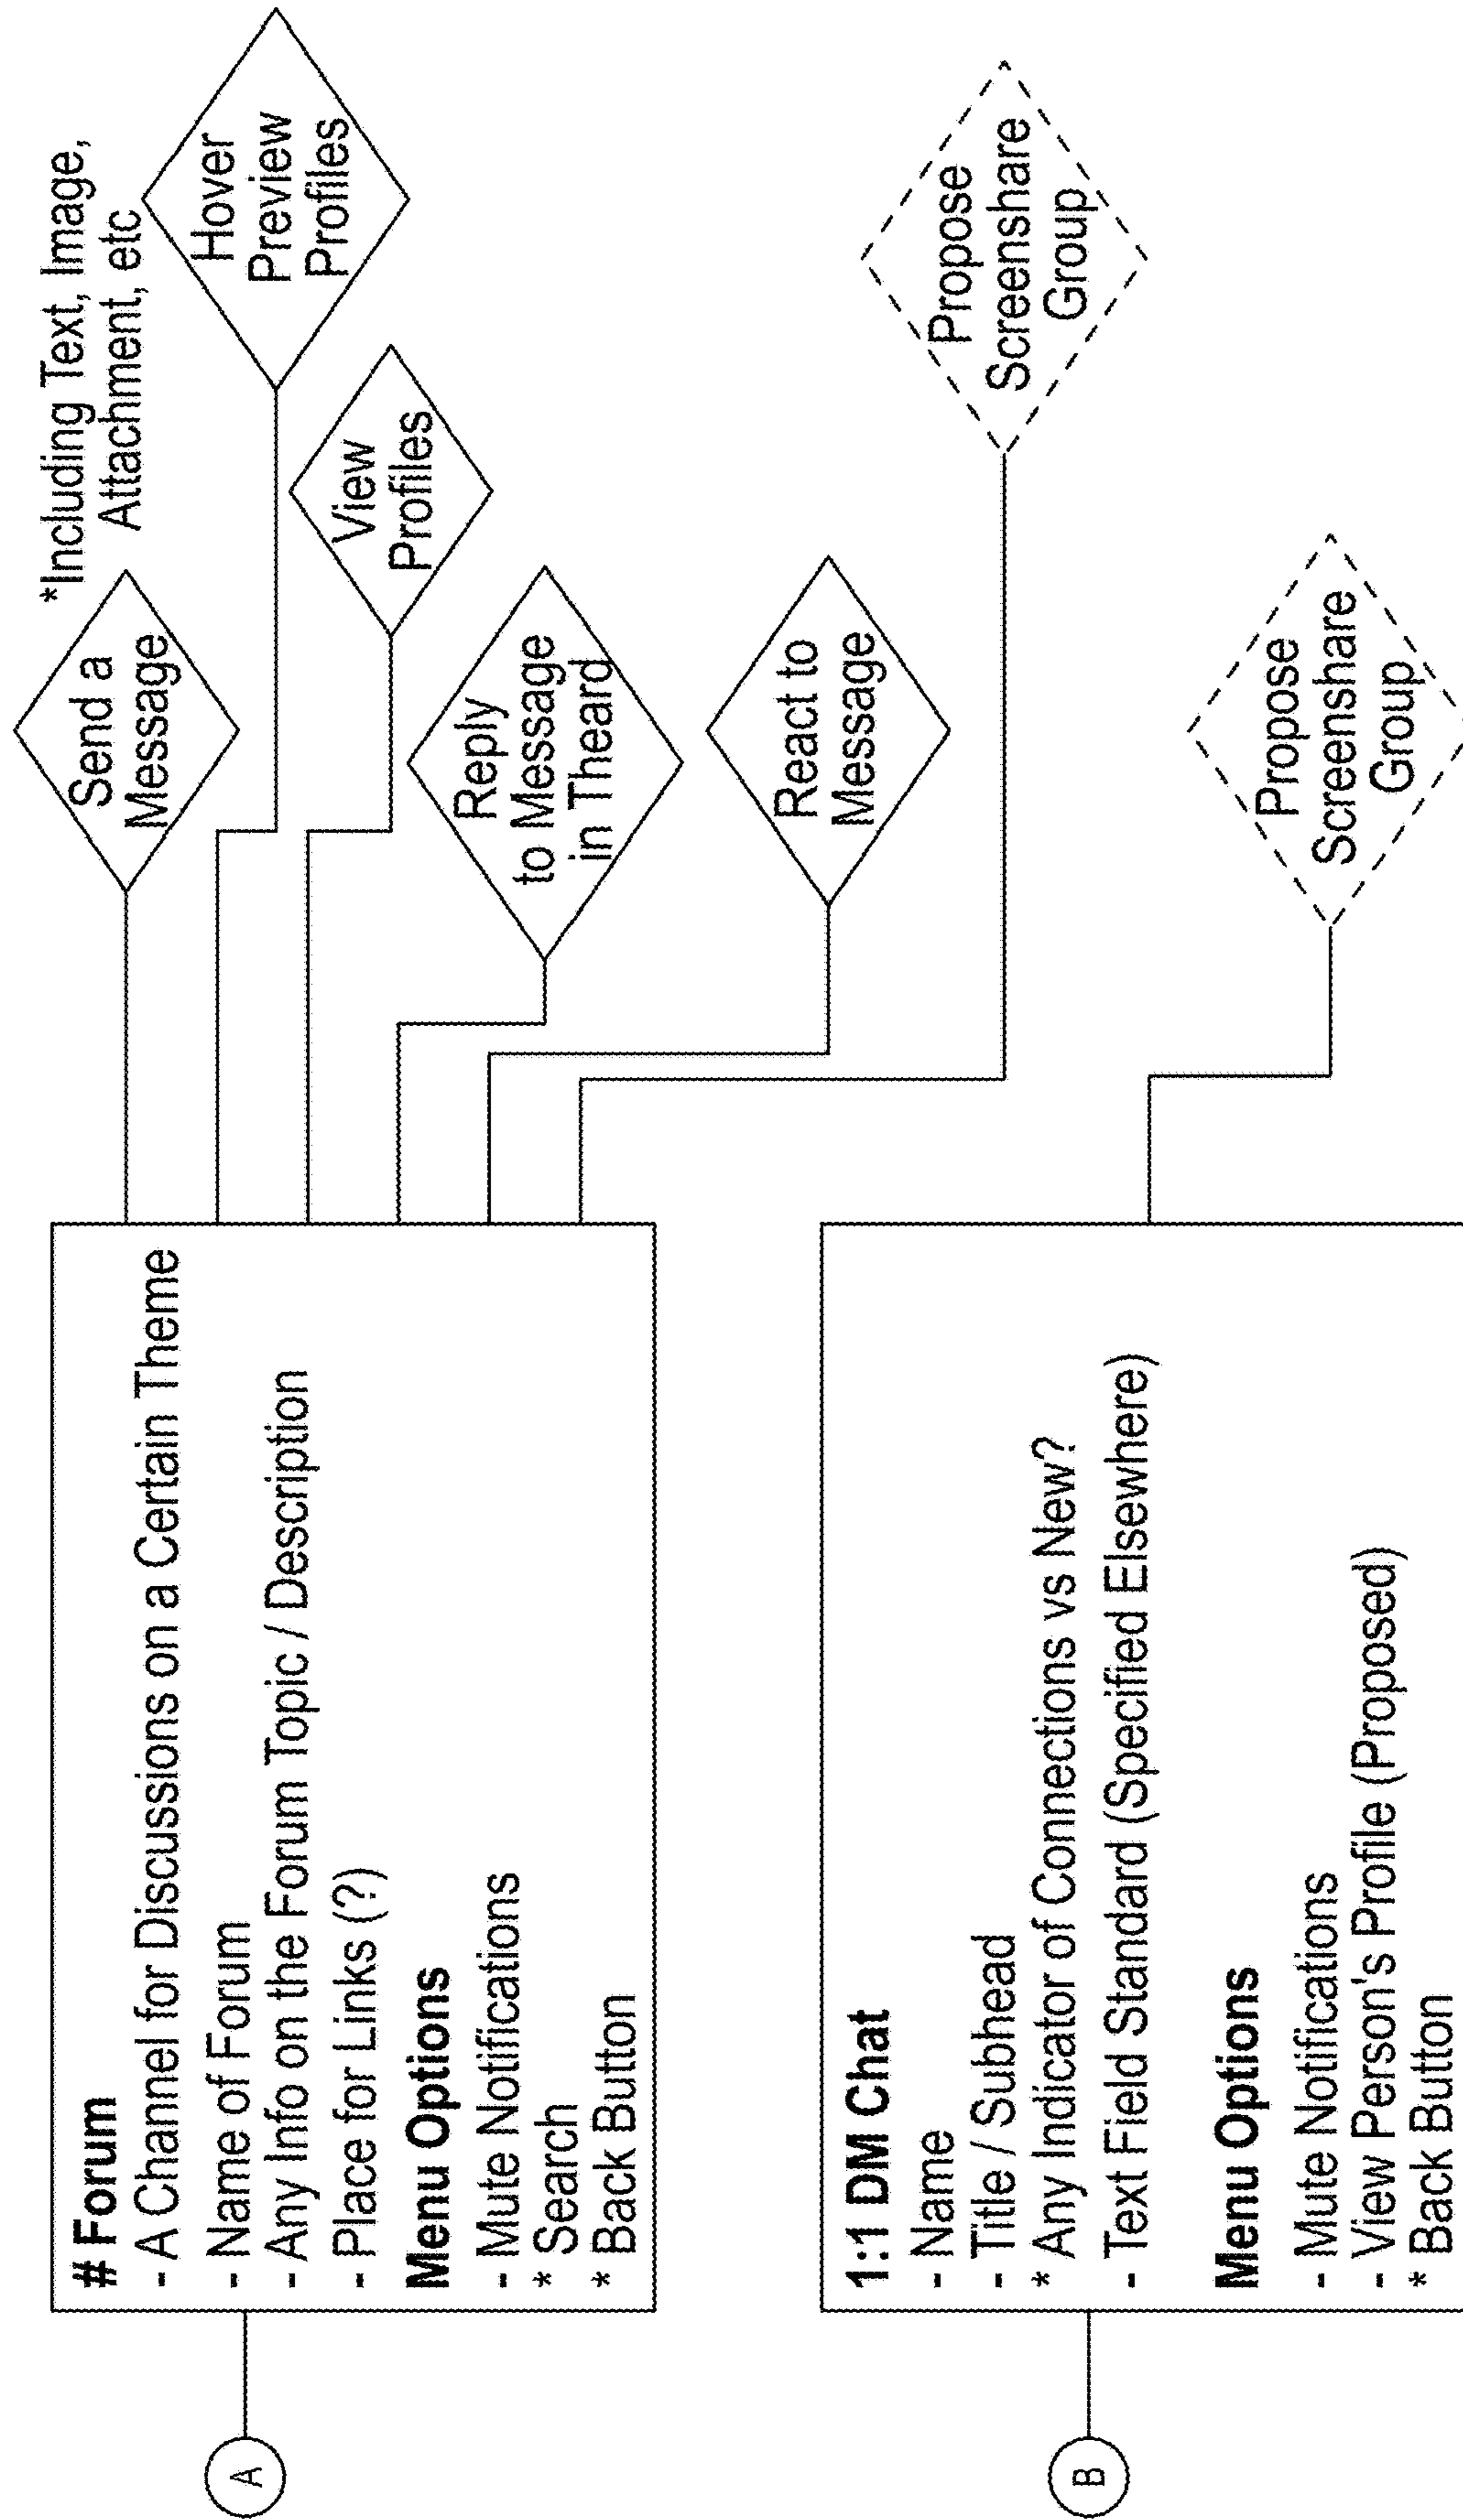 A
# Forum
- A Channel for Discussions on a Certain Theme
- Name of Forum
- Any Info on the Forum Topic / Description
- Place for Links (?)
Menu Options
- Mute Notifications
* Search
* Back Button
Send a
Message
*Including Text, Image,
Attachment, etc
Hover
Preview
Profiles
View
Profiles
Reply
to Message
in Theard
React to
Message
Propose
Screenshare
Group
B
1:1 DM Chat
- Name
- Title / Subhead
* Any Indicator of Connections vs New?
- Text Field Standard (Specified Elsewhere)
Menu Options
- Mute Notifications
- View Person's Profile (Proposed)
* Back Button
Propose
Screenshare
Group